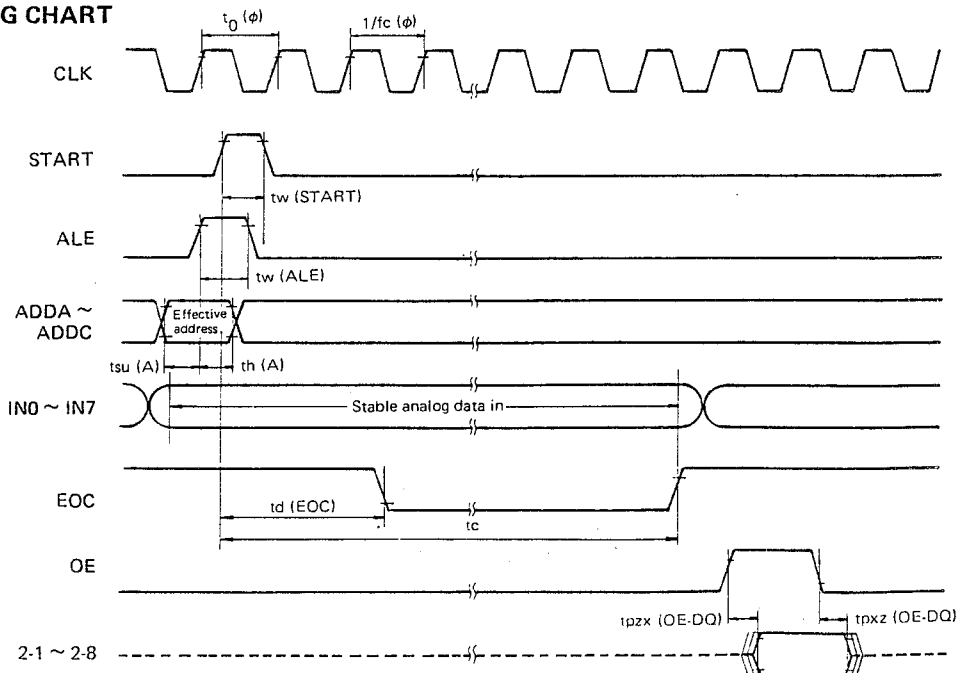 G CHART
t0 (ϕ)
1/fc (ϕ)
CLK
START
tw (START)
ALE
tw (ALE)
ADDA ~
ADDC
Effective
address
tsu (A)
th (A)
IN0 ~ IN7
Stable analog data in
EOC
td (EOC)
tc
OE
tpzx (OE-DQ)
tpxz (OE-DQ)
2-1 ~ 2-8